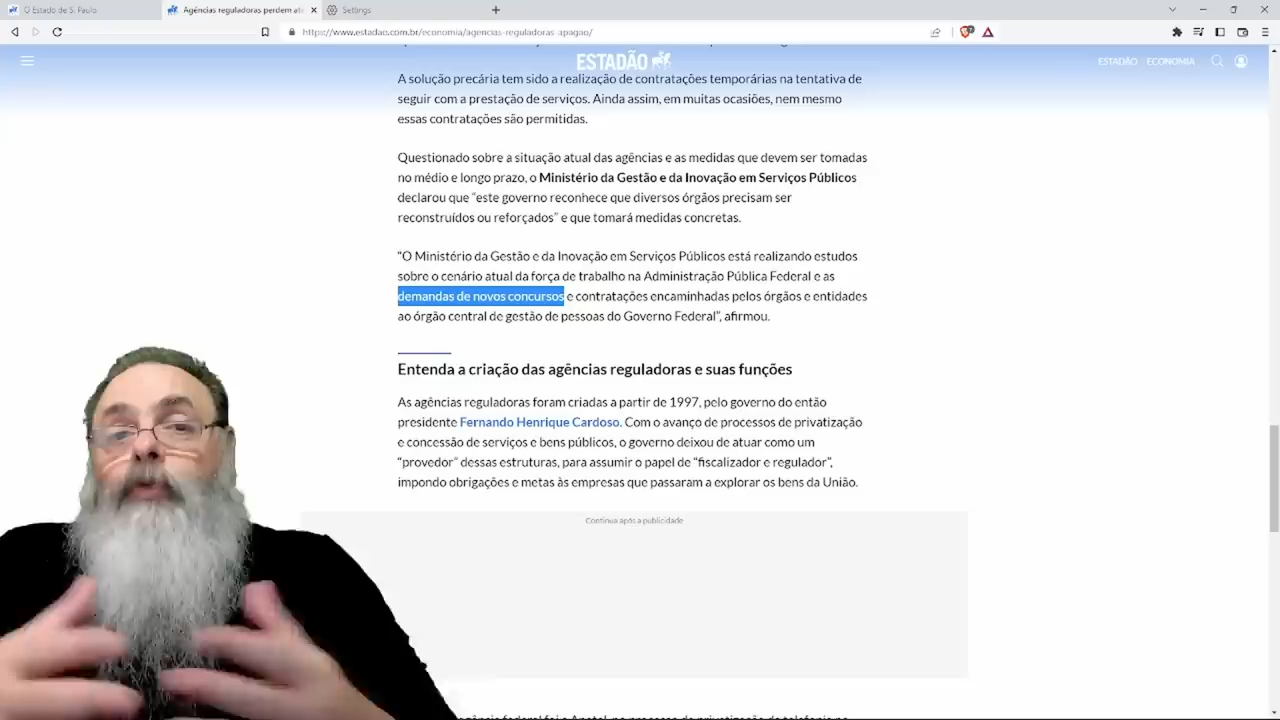 O Estado de S. Paulo
Agências reguladoras perdem até
Settings
https://www.estadao.com.br/economia/agencias-reguladoras-apagao/
ESTADÃO
ESTADÃO ECONOMIA
A solução precária tem sido a realização de contratações temporárias na tentativa de
seguir com a prestação de serviços. Ainda assim, em muitas ocasiões, nem mesmo
essas contratações são permitidas.
Questionado sobre a situação atual das agências e as medidas que devem ser tomadas
no médio e longo prazo, o Ministério da Gestão e da Inovação em Serviços Públicos
declarou que “este governo reconhece que diversos órgãos precisam ser
reconstruídos ou reforçados” e que tomará medidas concretas.
“O Ministério da Gestão e da Inovação em Serviços Públicos está realizando estudos
sobre o cenário atual da força de trabalho na Administração Pública Federal e as
demandas de novos concursos e contratações encaminhadas pelos órgãos e entidades
ao órgão central de gestão de pessoas do Governo Federal”, afirmou.
Entenda a criação das agências reguladoras e suas funções
As agências reguladoras foram criadas a partir de 1997, pelo governo do então
presidente Fernando Henrique Cardoso. Com o avanço de processos de privatização
e concessão de serviços e bens públicos, o governo deixou de atuar como um
“provedor” dessas estruturas, para assumir o papel de “fiscalizador e regulador”,
impondo obrigações e metas às empresas que passaram a explorar os bens da União.
Continua após a publicidade